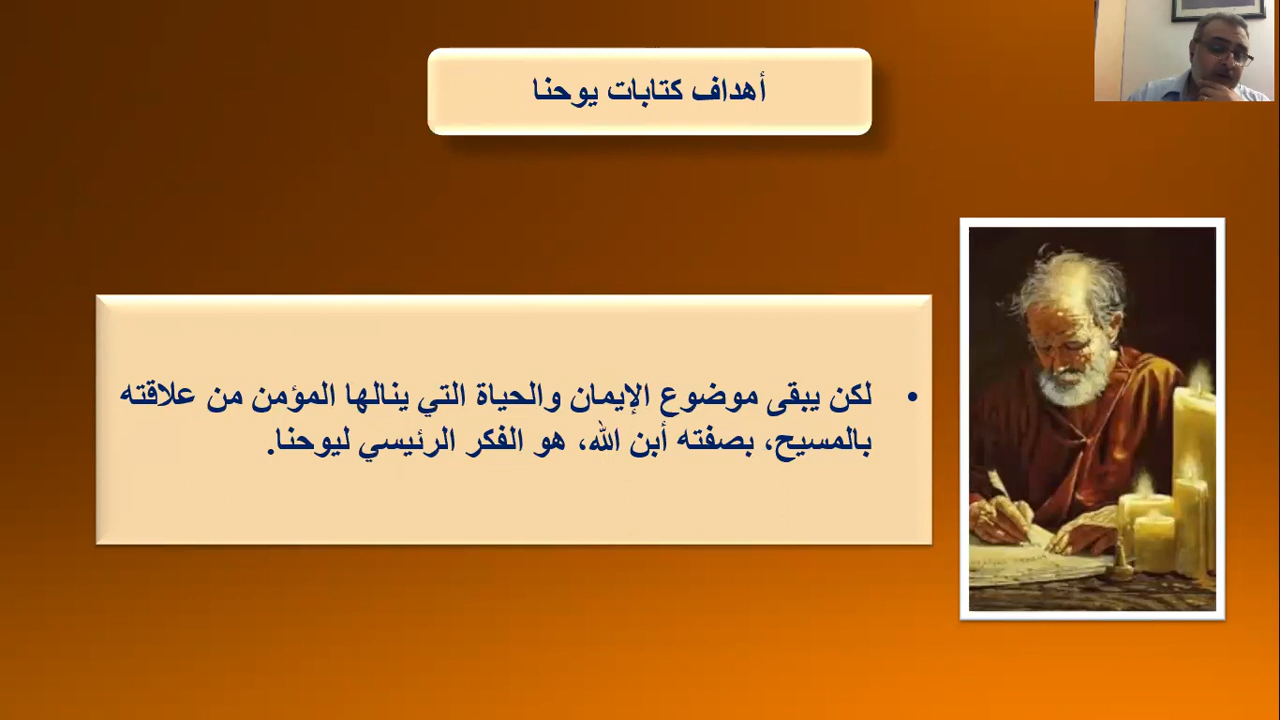 أهداف كتابات يوحنا
• لكن يبقى موضوع الإيمان والحياة التي ينالها المؤمن من علاقته
بالمسيح، بصفته أبن الله، هو الفكر الرئيسي ليوحنا.